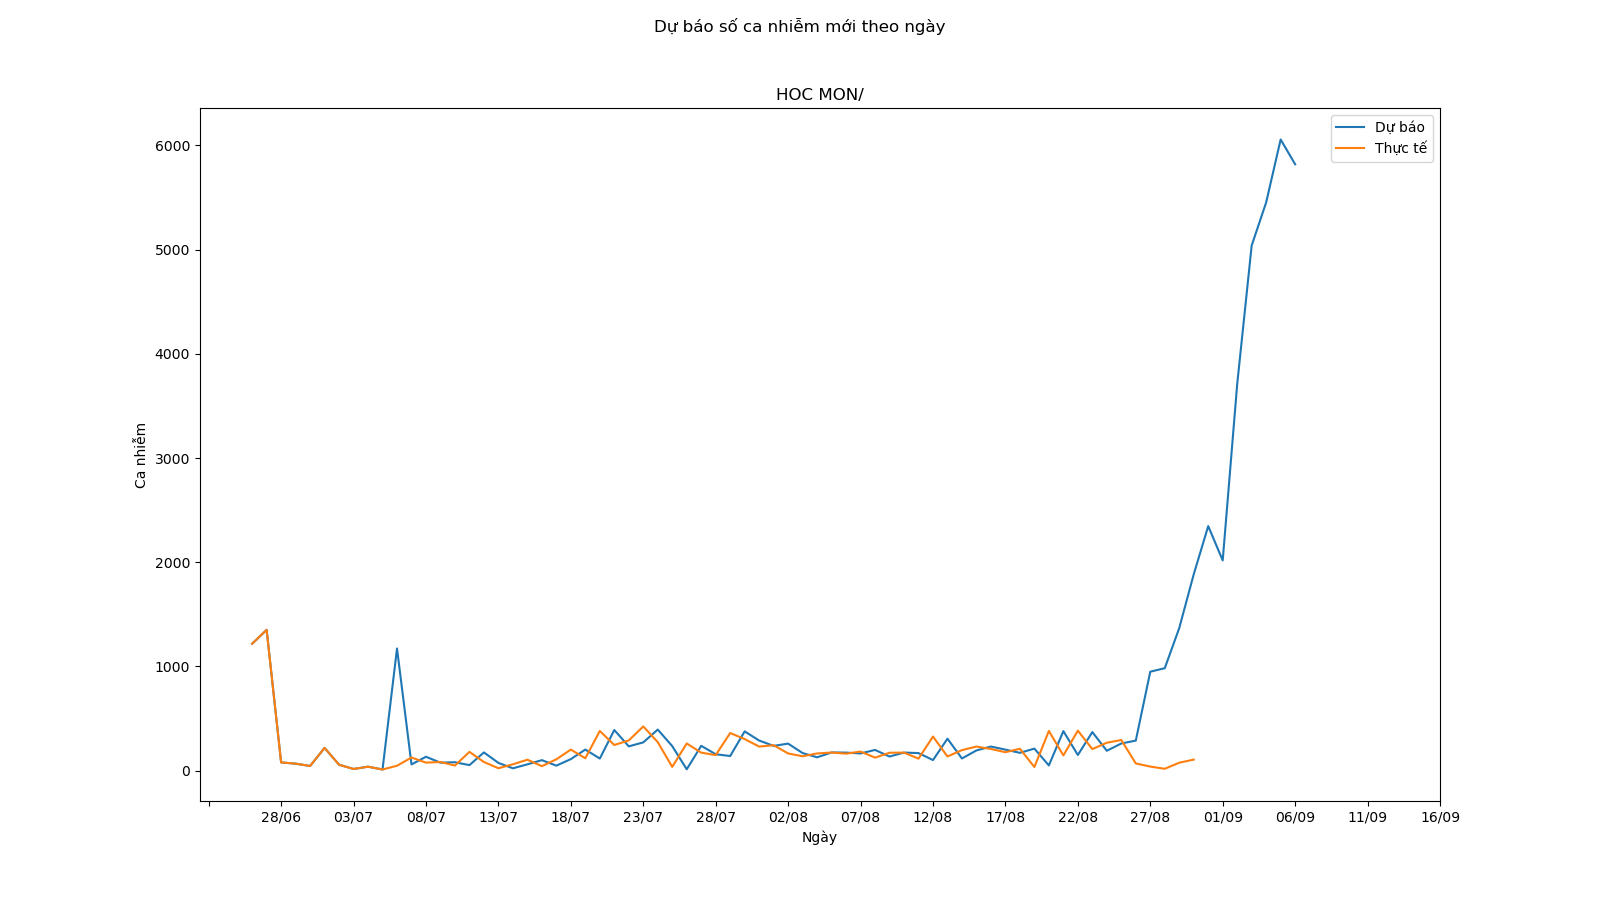 Dự báo số ca nhiễm mới theo ngày
HOC MON/
Dự báo
Thực tế
6000
5000
4000
3000
2000
1000
0
Ca nhiễm
28/06 03/07 08/07 13/07 18/07 23/07 28/07 02/08 07/08 12/08 17/08 22/08 27/08 01/09 06/09 11/09 16/09
Ngày